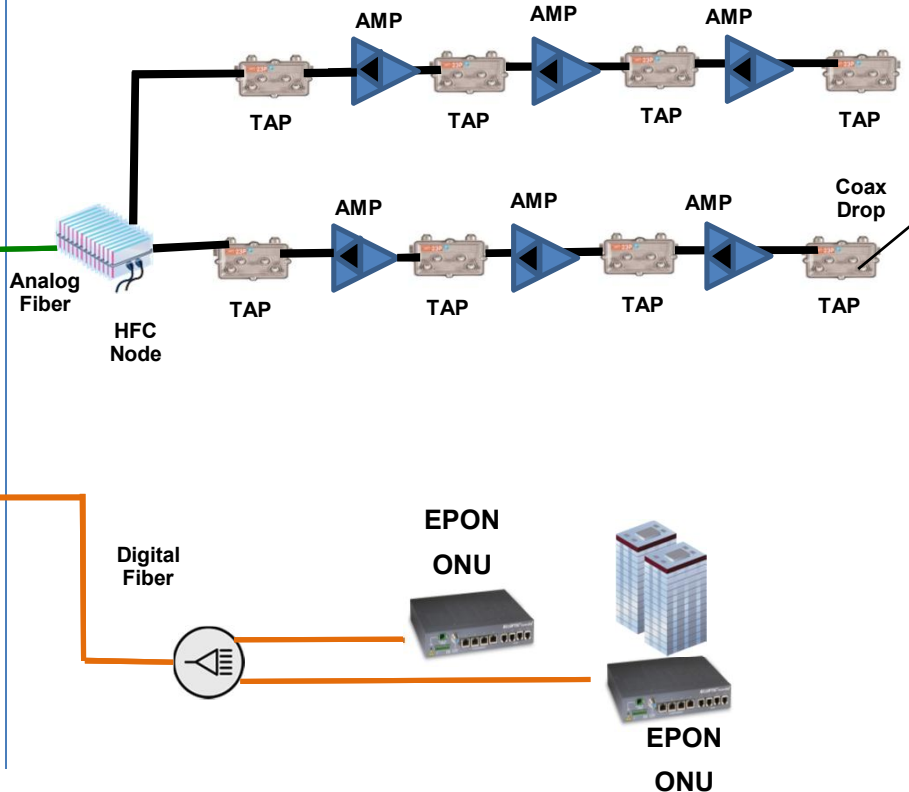 AMP
AMP
AMP
TAP
TAP
TAP
TAP
Coax
Drop
AMP
AMP
AMP
Analog
Fiber
TAP
TAP
TAP
TAP
HFC
Node
EPON
ONU
Digital
Fiber
EPON
ONU